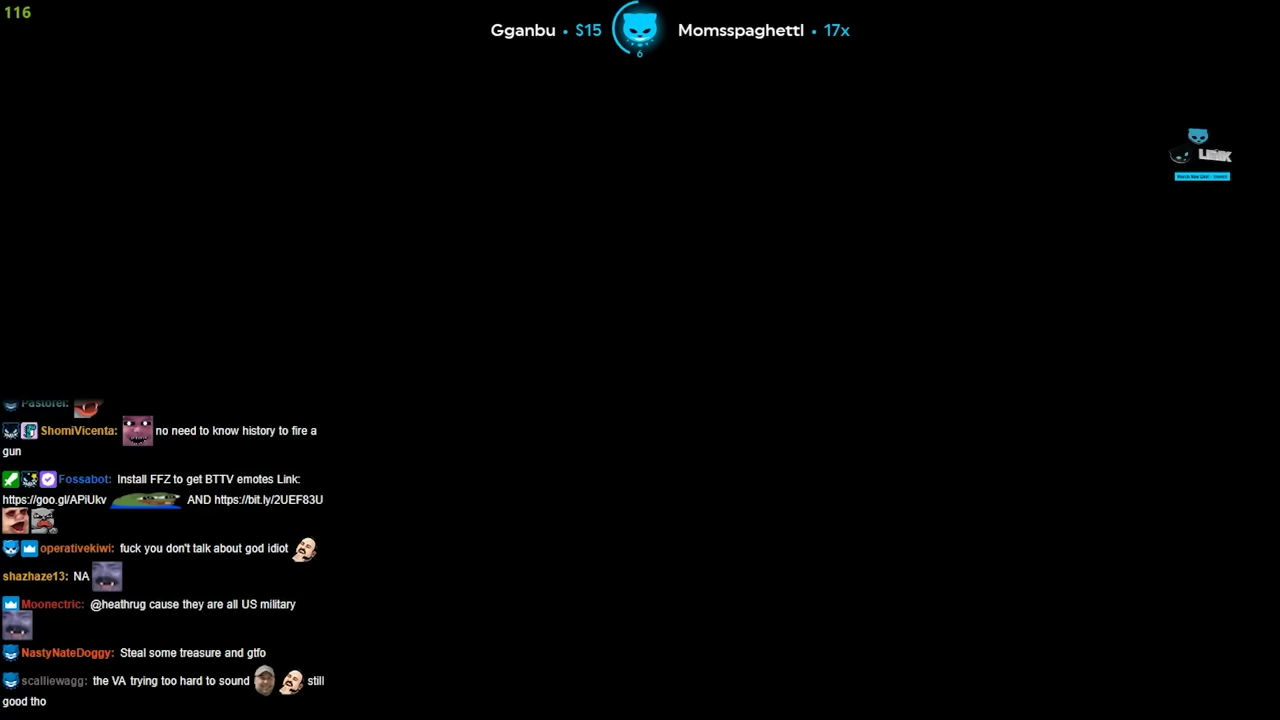 116
Gganbu • $15
Momsspaghettl • 17x
LINK
Pastorel:
ShomiVicenta: no need to know history to fire a
gun
Fossabot: Install FFZ to get BTTV emotes Link:
https://goo.gl/APiUkv AND https://bit.ly/2UEF83U
operativekiwi: fuck you don't talk about god idiot
shazhaze13: NA
Moonectric: @heathrug cause they are all US military
NastyNateDoggy: Steal some treasure and gtfo
scalliewagg: the VA trying too hard to sound still
good tho